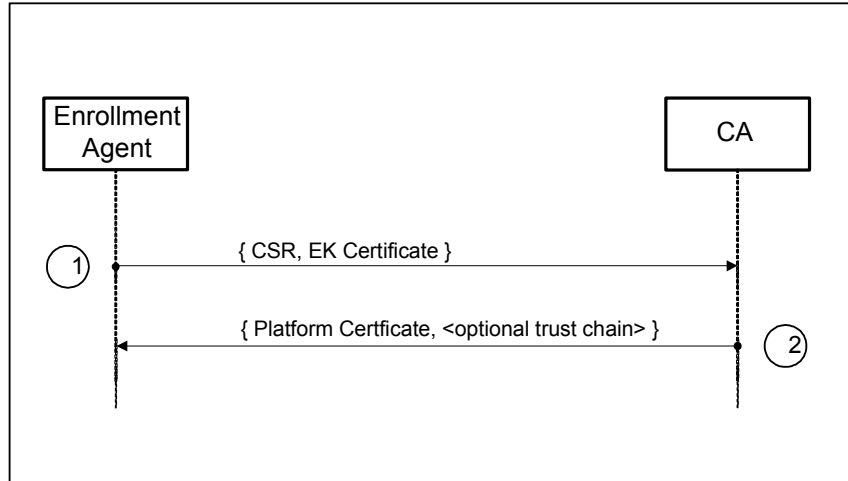 Enrollment
Agent
CA
{ CSR, EK Certificate }
1
{ Platform Certficate, <optional trust chain> }
2